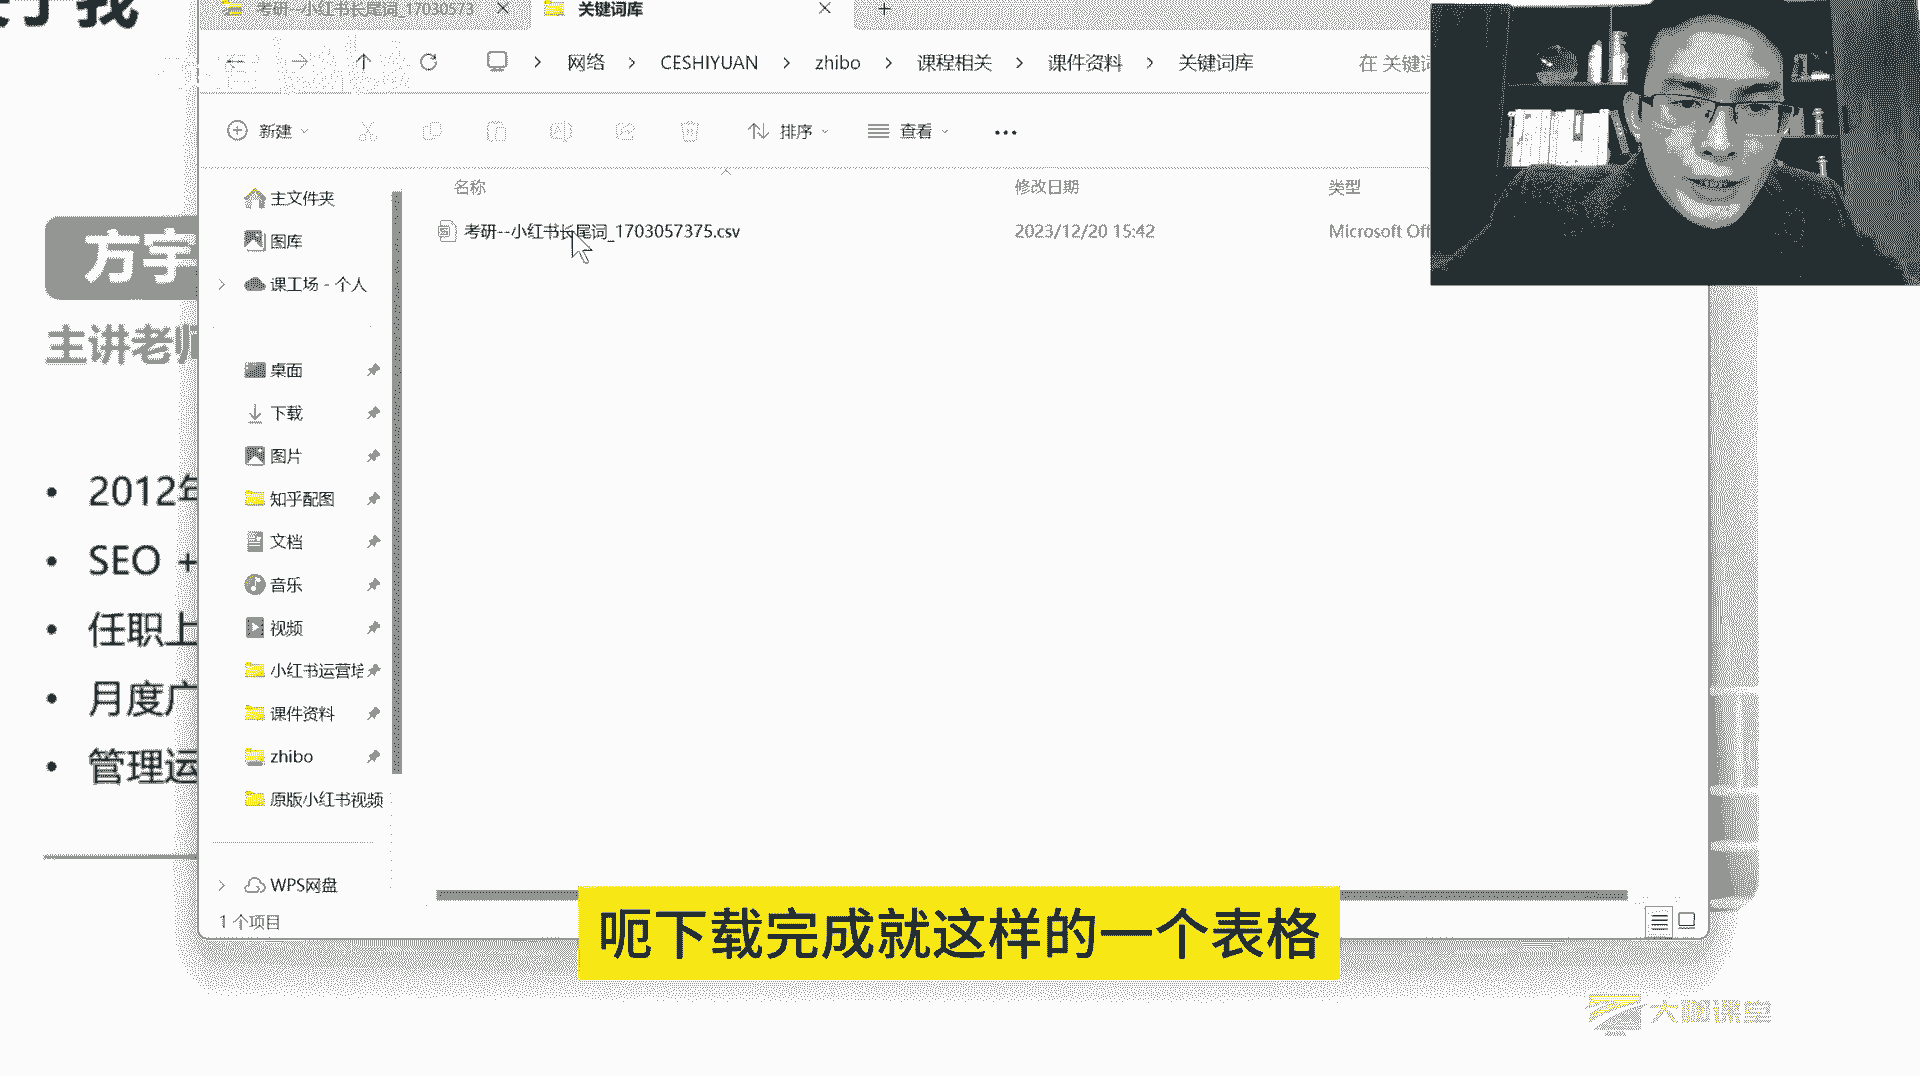 考研--小红书长尾词_17030573
关键词库
网络 > CESHIYUAN > zhibo > 课程相关 > 课件资料 > 关键词库
在 关键词
新建
排序
查看
方宇
主讲老师
2012年
SEO +
任职上
月度广
管理运
主文件夹
图库
课工场 - 个人
桌面
下载
图片
知乎配图
文档
音乐
视频
小红书运营培
课件资料
zhibo
原版小红书视频
WPS网盘
1 个项目
名称 修改日期 类型
考研--小红书长尾词_1703057375.csv 2023/12/20 15:42 Microsoft Off
呃下载完成就这样的一个表格